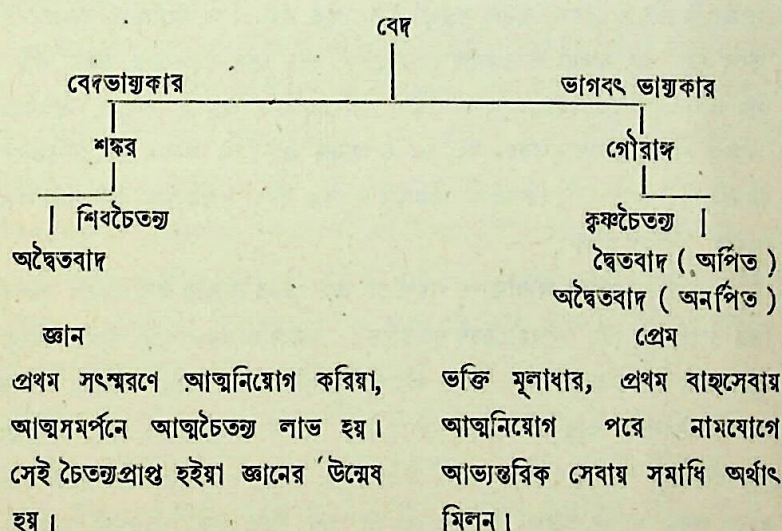 বেদ
বেদভাষ্যকার
ভাগবৎ ভাষ্যকার
শঙ্কর
গৌরাঙ্গ
শিবচৈতন্য
কৃষ্ণচৈতন্য
অদ্বৈতবাদ
দ্বৈতবাদ ( অর্পিত )
অদ্বৈতবাদ ( অনর্পিত )
জ্ঞান
প্রথম সৎস্মরণে আত্মনিয়োগ করিয়া,
আত্মসমর্পনে আত্মচৈতন্য লাভ হয়।
সেই চৈতন্যপ্রাপ্ত হইয়া জ্ঞানের উন্মেষ
হয়।
প্রেম
ভক্তি মূলাধার, প্রথম বাহ্যসেবায়
আত্মনিয়োগ পরে নামযোগে
আভ্যন্তরিক সেবায় সমাধি অর্থাৎ
মিলন।